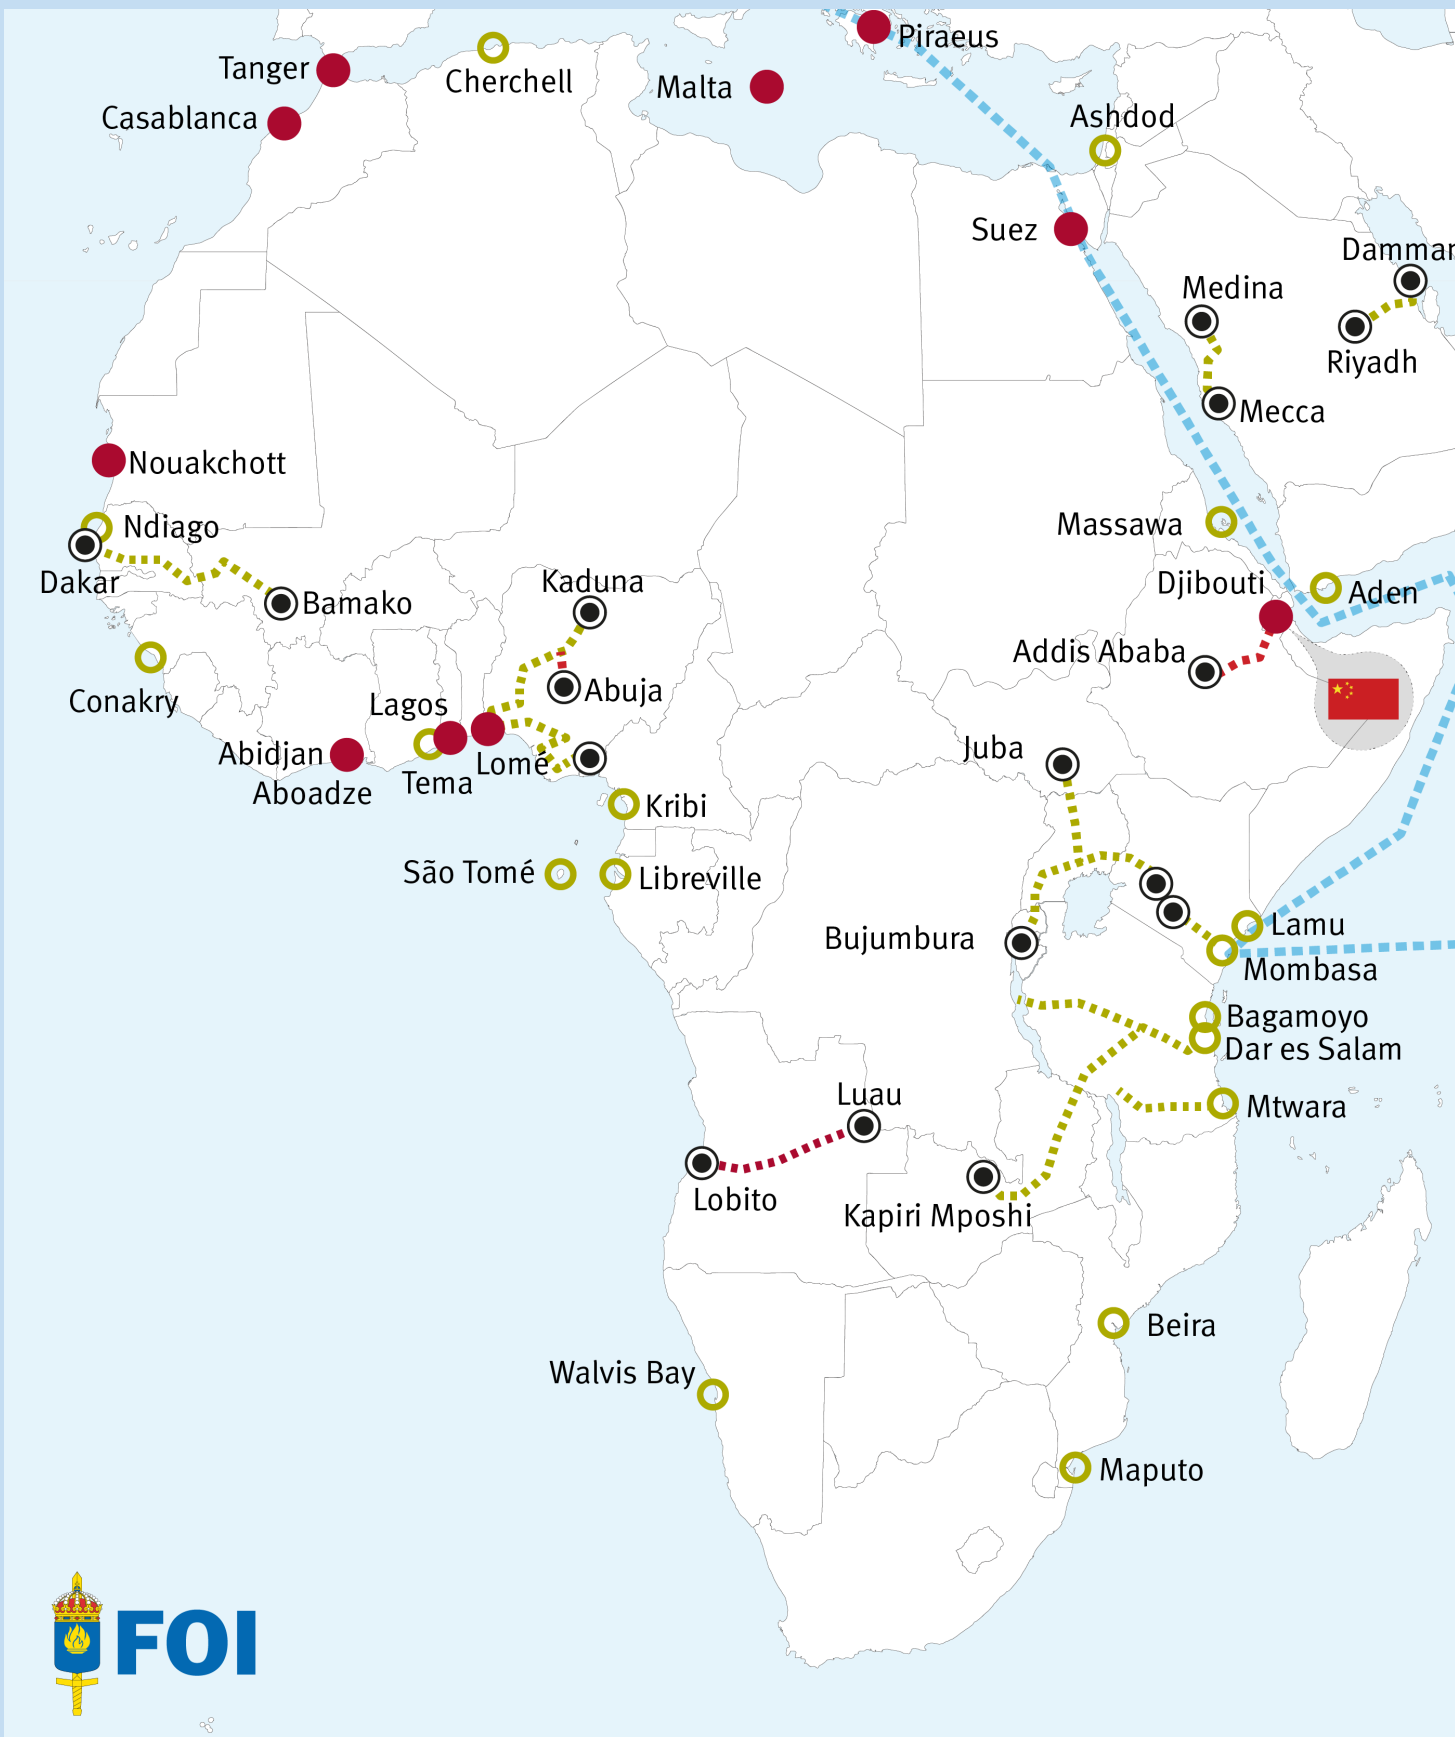 Piraeus
Tanger
Cherchell
Malta
Casablanca
Ashdod
Suez
Damman
Medina
Riyadh
Mecca
Nouakchott
Ndiago
Massawa
Dakar
Kaduna
Djibouti
Aden
Bamako
Addis Ababa
Abuja
Conakry
Lagos
Juba
Abidjan
Lomé
Tema
Aboadze
Kribi
São Tomé
Libreville
Lamu
Bujumbura
Mombasa
Bagamoyo
Dar es Salam
Luau
Mtwara
Lobito
Kapiri Mposhi
Beira
Walvis Bay
Maputo
FOI